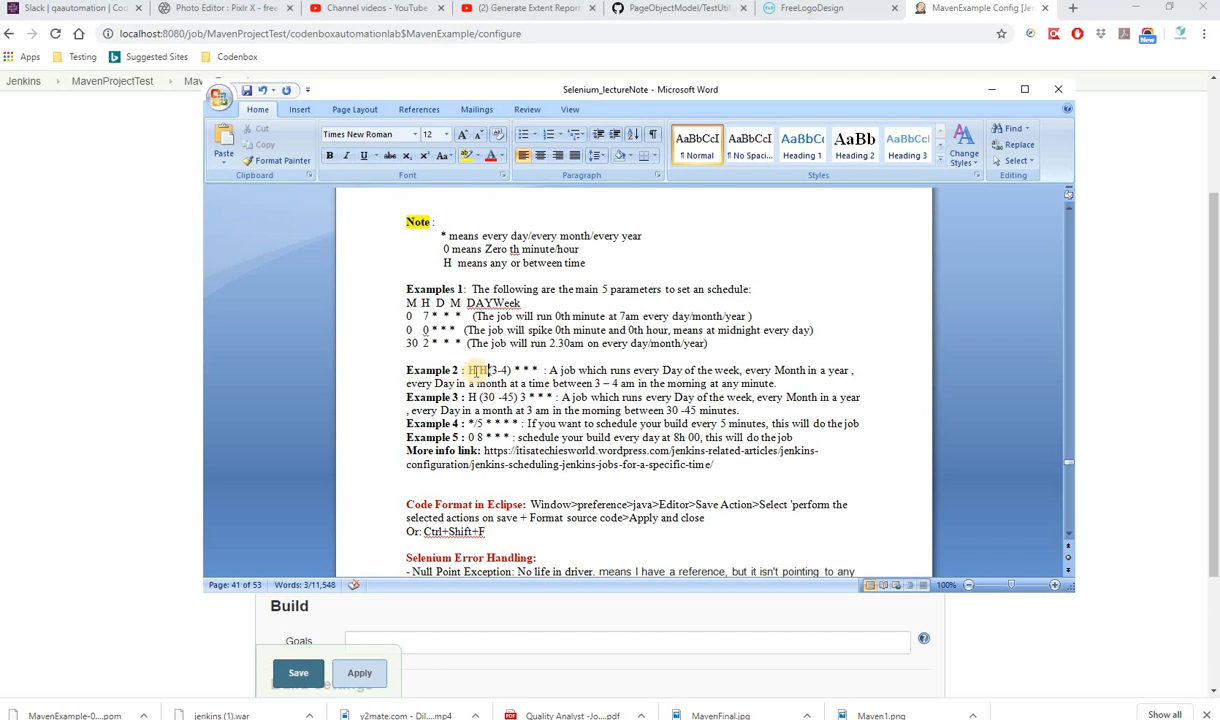 Slack | qaautomation | Codenbox
Photo Editor : Pixlr X - free
Channel videos - YouTube
(2) Generate Extent Report
PageObjectModel/TestUtil
FreeLogoDesign
MavenExample Config [Jen
localhost:8080/job/MavenProjectTest/codenboxautomationlab$MavenExample/configure
New
Apps
Testing
Suggested Sites
Codenbox
Jenkins
MavenProjectTest
Selenium_lectureNote - Microsoft Word
Home
Insert
Page Layout
References
Mailings
Review
View
Paste
Cut
Copy
Format Painter
Clipboard
Times New Roman
12
Font
Paragraph
AaBbCcI
¶ Normal
AaBbCcI
¶ No Spaci...
AaBbC
Heading 1
AaBb
Heading 2
AaBbCcI
Heading 3
Change
Styles
Styles
Find
Replace
Select
Editing
Note :
* means every day/every month/every year
0 means Zero th minute/hour
H means any or between time
Examples 1: The following are the main 5 parameters to set an schedule:
M H D M DAYWeek
0 7 * * * (The job will run 0th minute at 7am every day/month/year )
0 0 * * * (The job will spike 0th minute and 0th hour, means at midnight every day)
30 2 * * * (The job will run 2.30am on every day/month/year)
Example 2 : H H(3-4) * * * : A job which runs every Day of the week, every Month in a year ,
every Day in a month at a time between 3 – 4 am in the morning at any minute.
Example 3 : H (30 -45) 3 * * * : A job which runs every Day of the week, every Month in a year
, every Day in a month at 3 am in the morning between 30 -45 minutes.
Example 4 : */5 * * * * : If you want to schedule your build every 5 minutes, this will do the job
Example 5 : 0 8 * * * : schedule your build every day at 8h 00, this will do the job
More info link: https://itisatechiesworld.wordpress.com/jenkins-related-articles/jenkins-
configuration/jenkins-scheduling-jenkins-jobs-for-a-specific-time/
Code Format in Eclipse: Window>preference>java>Editor>Save Action>Select 'perform the
selected actions on save + Format source code>Apply and close
Or: Ctrl+Shift+F
Selenium Error Handling:
- Null Point Exception: No life in driver. means I have a reference, but it isn't pointing to any
Page: 41 of 53
Words: 3/11,548
100%
Build
Goals
Save
Apply
MavenExample-0....pom
jenkins (1).war
y2mate.com - Dil....mp4
Quality Analyst -Jo....pdf
MavenFinal.jpg
Maven1.png
Show all